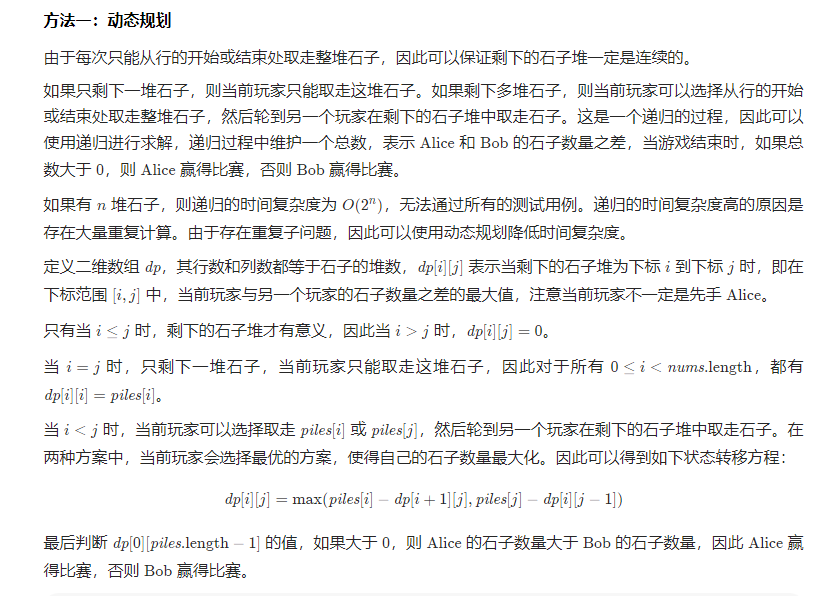 方法一：动态规划
由于每次只能从行的开始或结束处取走整堆石子，因此可以保证剩下的石子堆一定是连续的。
如果只剩下一堆石子，则当前玩家只能取走这堆石子。如果剩下多堆石子，则当前玩家可以选择从行的开始
或结束处取走整堆石子，然后轮到另一个玩家在剩下的石子堆中取走石子。这是一个递归的过程，因此可以
使用递归进行求解，递归过程中维护一个总数，表示 Alice 和 Bob 的石子数量之差，当游戏结束时，如果总
数大于 0，则 Alice 赢得比赛，否则 Bob 赢得比赛。
如果有 n 堆石子，则递归的时间复杂度为 O(2^n)，无法通过所有的测试用例。递归的时间复杂度高的原因是
存在大量重复计算。由于存在重复子问题，因此可以使用动态规划降低时间复杂度。
定义二维数组 dp，其行数和列数都等于石子的堆数，dp[i][j] 表示当剩下的石子堆为下标 i 到下标 j 时，即在
下标范围 [i, j] 中，当前玩家与另一个玩家的石子数量之差的最大值，注意当前玩家不一定是先手 Alice。
只有当 i ≤ j 时，剩下的石子堆才有意义，因此当 i > j 时，dp[i][j] = 0。
当 i = j 时，只剩下一堆石子，当前玩家只能取走这堆石子，因此对于所有 0 ≤ i < nums.length，都有
dp[i][i] = piles[i]。
当 i < j 时，当前玩家可以选择取走 piles[i] 或 piles[j]，然后轮到另一个玩家在剩下的石子堆中取走石子。在
两种方案中，当前玩家会选择最优的方案，使得自己的石子数量最大化。因此可以得到如下状态转移方程：
dp[i][j] = max(piles[i] − dp[i + 1][j], piles[j] − dp[i][j − 1])
最后判断 dp[0][piles.length − 1] 的值，如果大于 0，则 Alice 的石子数量大于 Bob 的石子数量，因此 Alice 赢
得比赛，否则 Bob 赢得比赛。